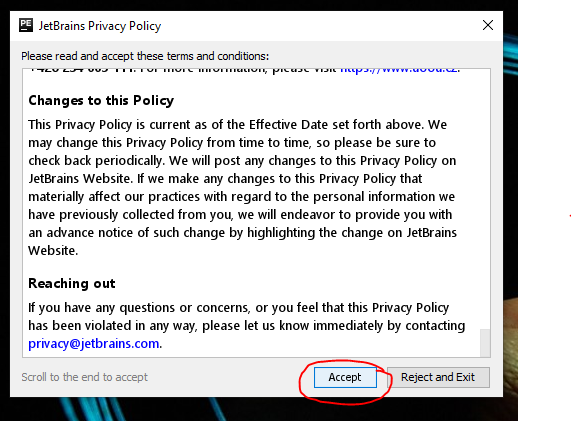 PE JetBrains Privacy Policy
Please read and accept these terms and conditions:
For more information, please visit https://www.uoou.cz.
Changes to this Policy
This Privacy Policy is current as of the Effective Date set forth above. We
may change this Privacy Policy from time to time, so please be sure to
check back periodically. We will post any changes to this Privacy Policy on
JetBrains Website. If we make any changes to this Privacy Policy that
materially affect our practices with regard to the personal information we
have previously collected from you, we will endeavor to provide you with
an advance notice of such change by highlighting the change on JetBrains
Website.
Reaching out
If you have any questions or concerns, or you feel that this Privacy Policy
has been violated in any way, please let us know immediately by contacting
privacy@jetbrains.com.
Scroll to the end to accept Accept Reject and Exit